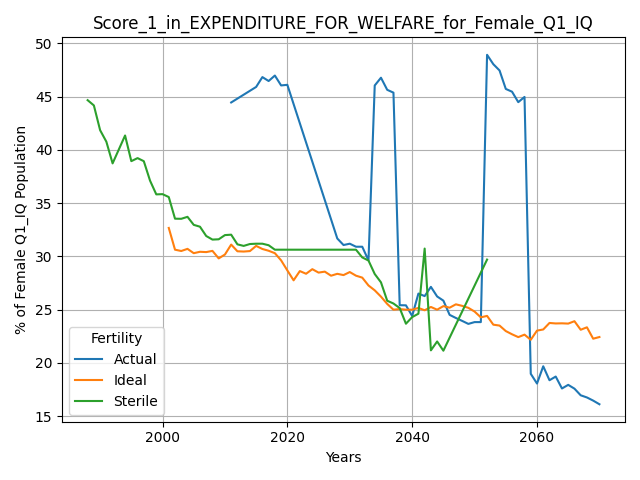 Score_1_in_EXPENDITURE_FOR_WELFARE_for_Female_Q1_IQ
% of Female Q1_IQ Population
50
45
40
35
30
25
20
15
Fertility
Actual
Ideal
Sterile
2000
2020
2040
2060
Years